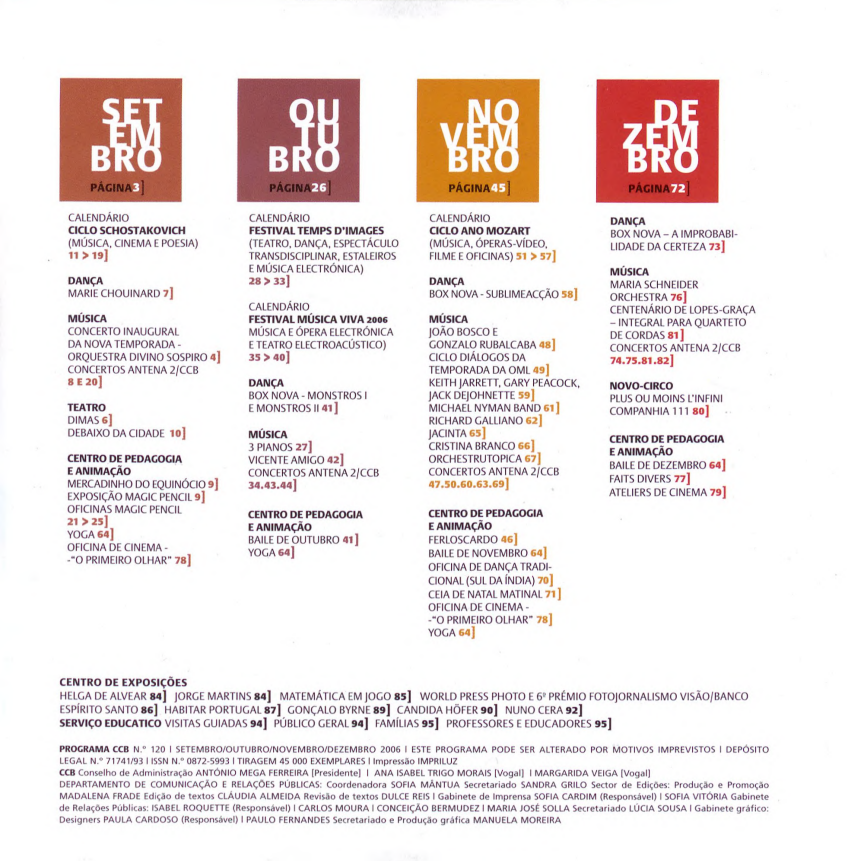 SET
EM
BRO
PÁGINA3]
CALENDÁRIO
CICLO SCHOSTAKOVICH
(MÚSICA, CINEMA E POESIA)
11 > 19]
DANÇA
MARIE CHOUINARD 7]
MÚSICA
CONCERTO INAUGURAL
DA NOVA TEMPORADA -
ORQUESTRA DIVINO SOSPIRO 4]
CONCERTOS ANTENA 2/CCB
8 E 20]
TEATRO
DIMAS 6]
DEBAIXO DA CIDADE 10]
CENTRO DE PEDAGOGIA
E ANIMAÇÃO
MERCADINHO DO EQUINÓCIO 9]
EXPOSIÇÃO MAGIC PENCIL 9]
OFICINAS MAGIC PENCIL
21 > 25]
YOGA 64]
OFICINA DE CINEMA -
-"O PRIMEIRO OLHAR" 78]
OU
TU
BRO
PÁGINA26]
CALENDÁRIO
FESTIVAL TEMPS D'IMAGES
(TEATRO, DANÇA, ESPECTÁCULO
TRANSDISCIPLINAR, ESTALEIROS
E MÚSICA ELECTRÓNICA)
28 > 33]
CALENDÁRIO
FESTIVAL MÚSICA VIVA 2006
MÚSICA E ÓPERA ELECTRÓNICA
E TEATRO ELECTROACÚSTICO)
35 > 40]
DANÇA
BOX NOVA - MONSTROS I
E MONSTROS II 41]
MÚSICA
3 PIANOS 27]
VICENTE AMIGO 42]
CONCERTOS ANTENA 2/CCB
34.43.44]
CENTRO DE PEDAGOGIA
E ANIMAÇÃO
BAILE DE OUTUBRO 41]
YOGA 64]
NO
VEM
BRO
PÁGINA45]
CALENDÁRIO
CICLO ANO MOZART
(MÚSICA, ÓPERAS-VÍDEO,
FILME E OFICINAS) 51 > 57]
DANÇA
BOX NOVA - SUBLIMEACÇÃO 58]
MÚSICA
JOÃO BOSCO E
GONZALO RUBALCABA 48]
CICLO DIÁLOGOS DA
TEMPORADA DA OML 49]
KEITH JARRETT, GARY PEACOCK,
JACK DEJOHNETTE 59]
MICHAEL NYMAN BAND 61]
RICHARD GALLIANO 62]
JACINTA 65]
CRISTINA BRANCO 66]
ORCHESTRUTOPICA 67]
CONCERTOS ANTENA 2/CCB
47.50.60.63.69]
CENTRO DE PEDAGOGIA
E ANIMAÇÃO
FERLOSCARDO 46]
BAILE DE NOVEMBRO 64]
OFICINA DE DANÇA TRADI-
CIONAL (SUL DA ÍNDIA) 70]
CEIA DE NATAL MATINAL 71]
OFICINA DE CINEMA -
-"O PRIMEIRO OLHAR" 78]
YOGA 64]
DE
ZEM
BRO
PÁGINA72]
DANÇA
BOX NOVA – A IMPROBABI-
LIDADE DA CERTEZA 73]
MÚSICA
MARIA SCHNEIDER
ORCHESTRA 76]
CENTENÁRIO DE LOPES-GRAÇA
– INTEGRAL PARA QUARTETO
DE CORDAS 81]
CONCERTOS ANTENA 2/CCB
74.75.81.82]
NOVO-CIRCO
PLUS OU MOINS L'INFINI
COMPANHIA 111 80]
CENTRO DE PEDAGOGIA
E ANIMAÇÃO
BAILE DE DEZEMBRO 64]
FAITS DIVERS 77]
ATELIERS DE CINEMA 79]
CENTRO DE EXPOSIÇÕES
HELGA DE ALVEAR 84] JORGE MARTINS 84] MATEMÁTICA EM JOGO 85] WORLD PRESS PHOTO E 6º PRÉMIO FOTOJORNALISMO VISÃO/BANCO
ESPÍRITO SANTO 86] HABITAR PORTUGAL 87] GONÇALO BYRNE 89] CANDIDA HÖFER 90] NUNO CERA 92]
SERVIÇO EDUCATICO VISITAS GUIADAS 94] PÚBLICO GERAL 94] FAMÍLIAS 95] PROFESSORES E EDUCADORES 95]
PROGRAMA CCB N.º 120 I SETEMBRO/OUTUBRO/NOVEMBRO/DEZEMBRO 2006 I ESTE PROGRAMA PODE SER ALTERADO POR MOTIVOS IMPREVISTOS I DEPÓSITO
LEGAL N.º 71741/93 I ISSN N.º 0872-5993 I TIRAGEM 45 000 EXEMPLARES I Impressão IMPRILUZ
CCB Conselho de Administração ANTÓNIO MEGA FERREIRA [Presidente] I ANA ISABEL TRIGO MORAIS [Vogal] I MARGARIDA VEIGA [Vogal]
DEPARTAMENTO DE COMUNICAÇÃO E RELAÇÕES PÚBLICAS: Coordenadora SOFIA MÂNTUA Secretariado SANDRA GRILO Sector de Edições: Produção e Promoção
MADALENA FRADE Edição de textos CLÁUDIA ALMEIDA Revisão de textos DULCE REIS I Gabinete de Imprensa SOFIA CARDIM (Responsável) I SOFIA VITÓRIA Gabinete
de Relações Públicas: ISABEL ROQUETTE (Responsável) I CARLOS MOURA I CONCEIÇÃO BERMUDEZ I MARIA JOSÉ SOLLA Secretariado LÚCIA SOUSA I Gabinete gráfico:
Designers PAULA CARDOSO (Responsável) I PAULO FERNANDES Secretariado e Produção gráfica MANUELA MOREIRA